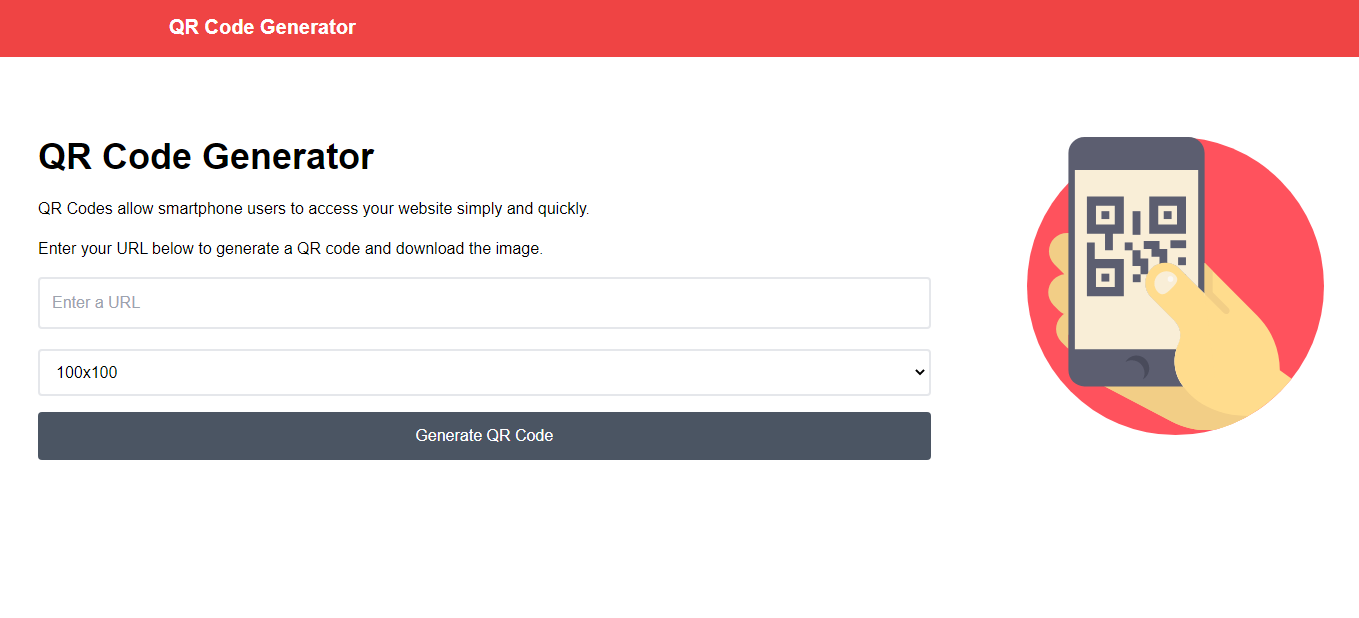 QR Code Generator
QR Code Generator
QR Codes allow smartphone users to access your website simply and quickly.
Enter your URL below to generate a QR code and download the image.
Enter a URL
100x100
Generate QR Code